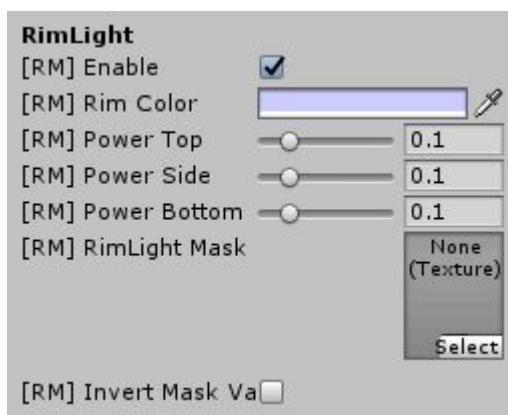 RimLight
[RM] Enable
[RM] Rim Color
[RM] Power Top 0.1
[RM] Power Side 0.1
[RM] Power Bottom 0.1
[RM] RimLight Mask
None
(Texture)
Select
[RM] Invert Mask Va